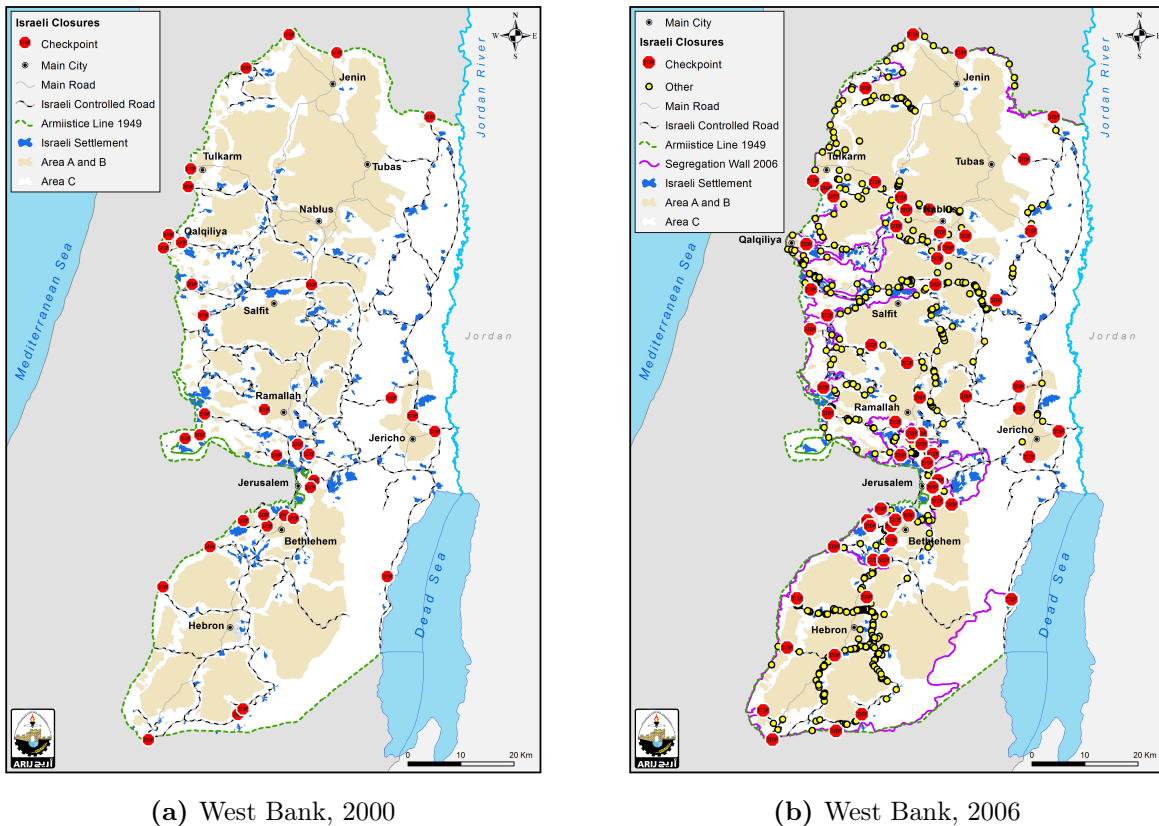 Israeli Closures
Checkpoint
Main City
Main Road
Israeli Controlled Road
Armiistice Line 1949
Israeli Settlement
Area A and B
Area C
N
W
E
S
Jenin
Jordan River
Tulkarm
Tubas
Nablus
Qalqiliya
Mediterranean Sea
Salfit
Jordan
Ramallah
Jericho
Jerusalem
Bethlehem
Dead Sea
Hebron
ARIJ أريج
0 10 20 Km
(a) West Bank, 2000
Main City
Israeli Closures
Checkpoint
Other
Main Road
Israeli Controlled Road
Armiistice Line 1949
Segregation Wall 2006
Israeli Settlement
Area A and B
Area C
N
W
E
S
Jenin
Jordan River
Tulkarm
Tubas
Nablus
Qalqiliya
Mediterranean Sea
Salfit
Jordan
Ramallah
Jericho
Jerusalem
Bethlehem
Dead Sea
Hebron
ARIJ أريج
0 10 20 Km
(b) West Bank, 2006